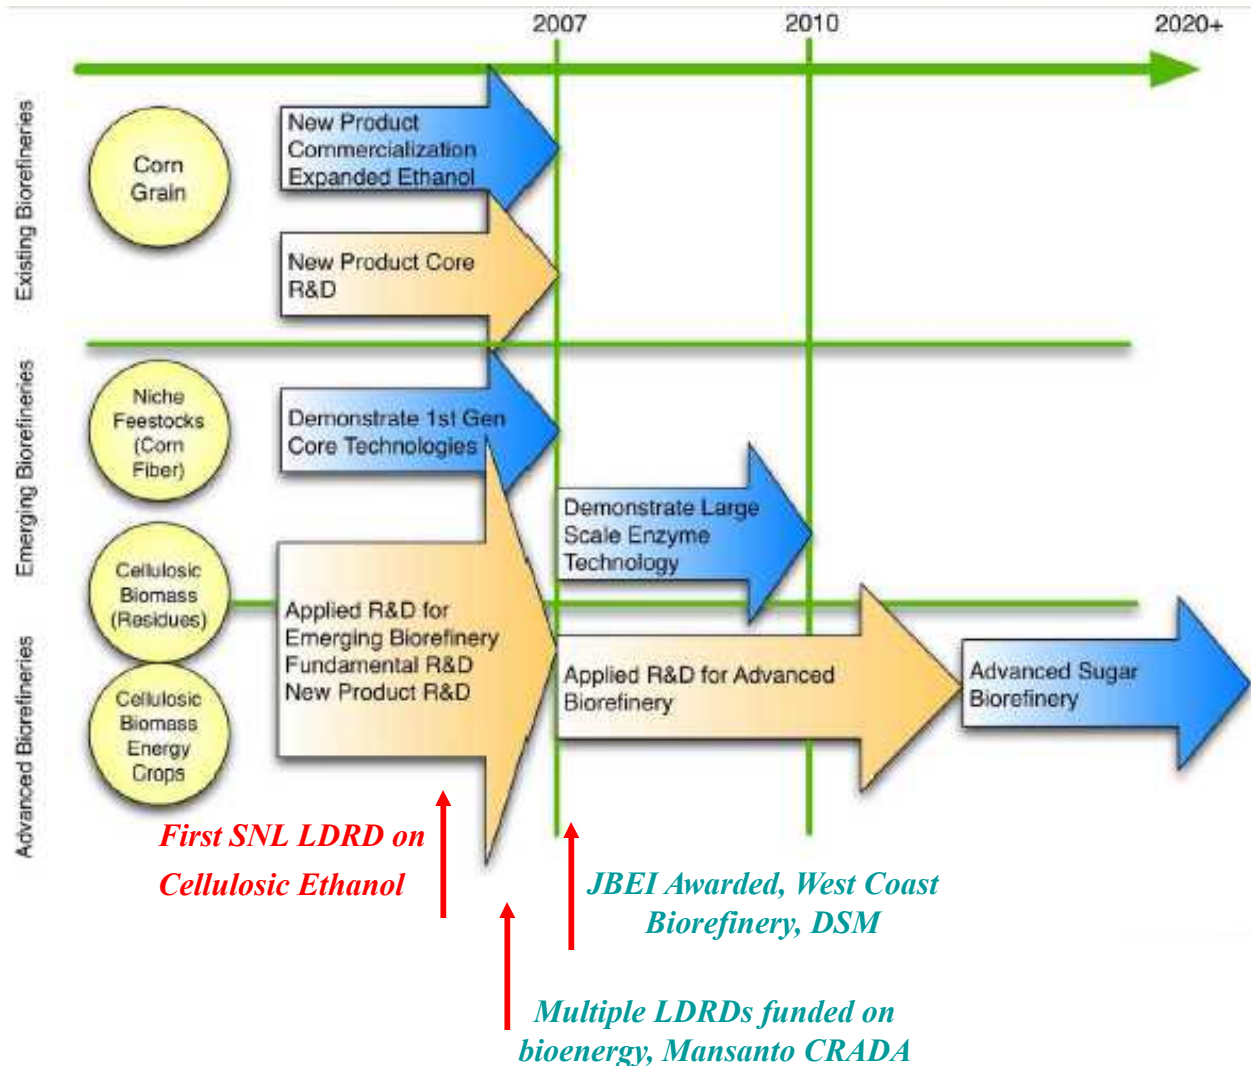 2007
2010
2020+
Existing Biorefineries
Corn
Grain
New Product
Commercialization
Expanded Ethanol
New Product Core
R&D
Emerging Biorefineries
Niche
Feestocks
(Corn
Fiber)
Demonstrate 1st Gen
Core Technologies
Demonstrate Large
Scale Enzyme
Technology
Cellulosic
Biomass
(Residues)
Applied R&D for
Emerging Biorefinery
Fundamental R&D
New Product R&D
Advanced Biorefineries
Cellulosic
Biomass
Energy
Crops
Applied R&D for Advanced
Biorefinery
Advanced Sugar
Biorefinery
First SNL LDRD on
Cellulosic Ethanol
JBEI Awarded, West Coast
Biorefinery, DSM
Multiple LDRDs funded on
bioenergy, Mansanto CRADA